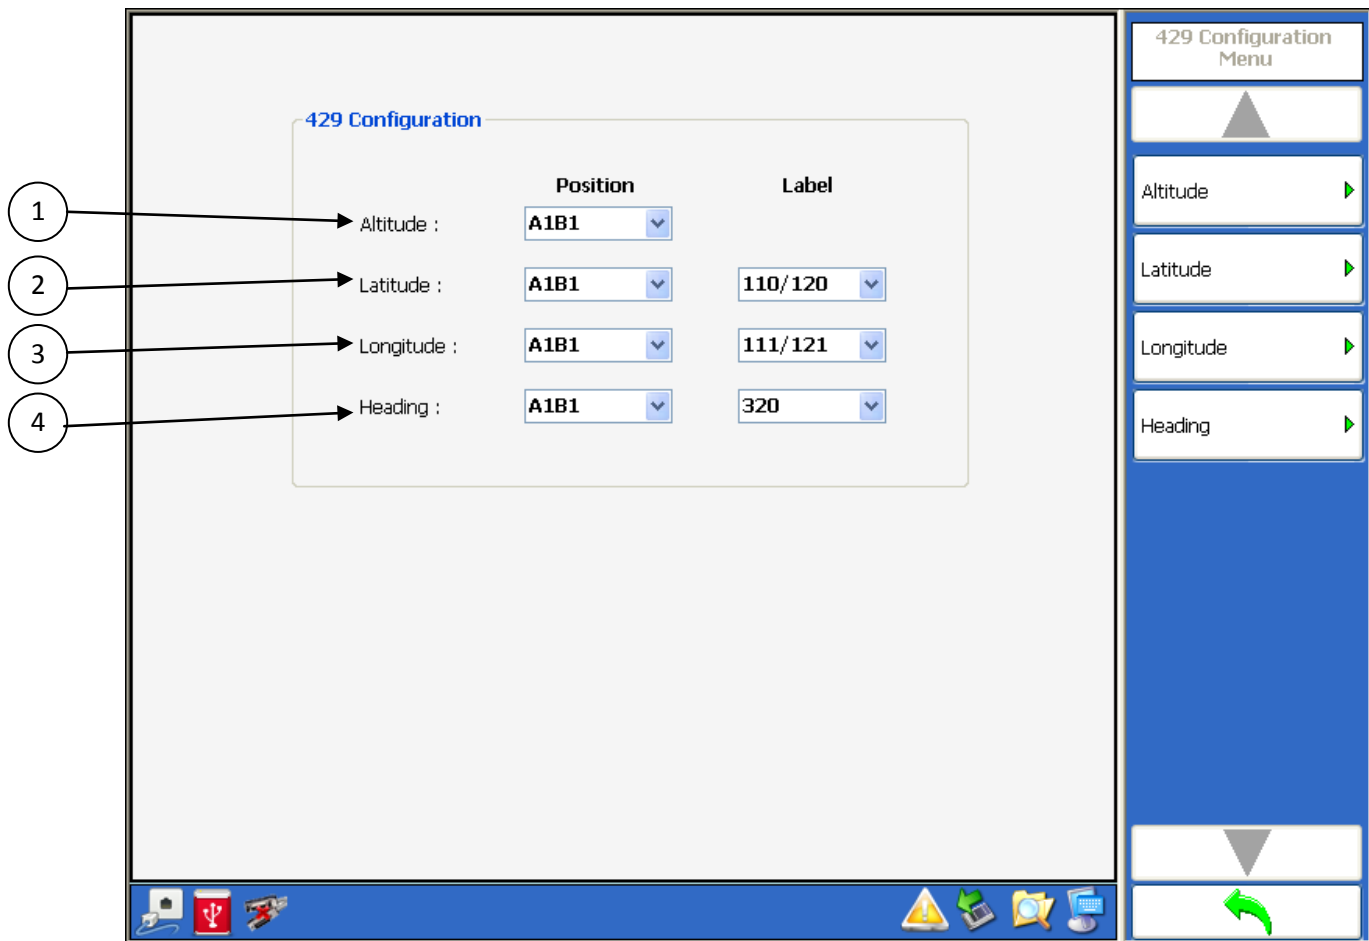 429 Configuration
Menu
429 Configuration
Position Label
1 Altitude : A1B1
2 Latitude : A1B1 110/120
3 Longitude : A1B1 111/121
4 Heading : A1B1 320
Altitude
Latitude
Longitude
Heading